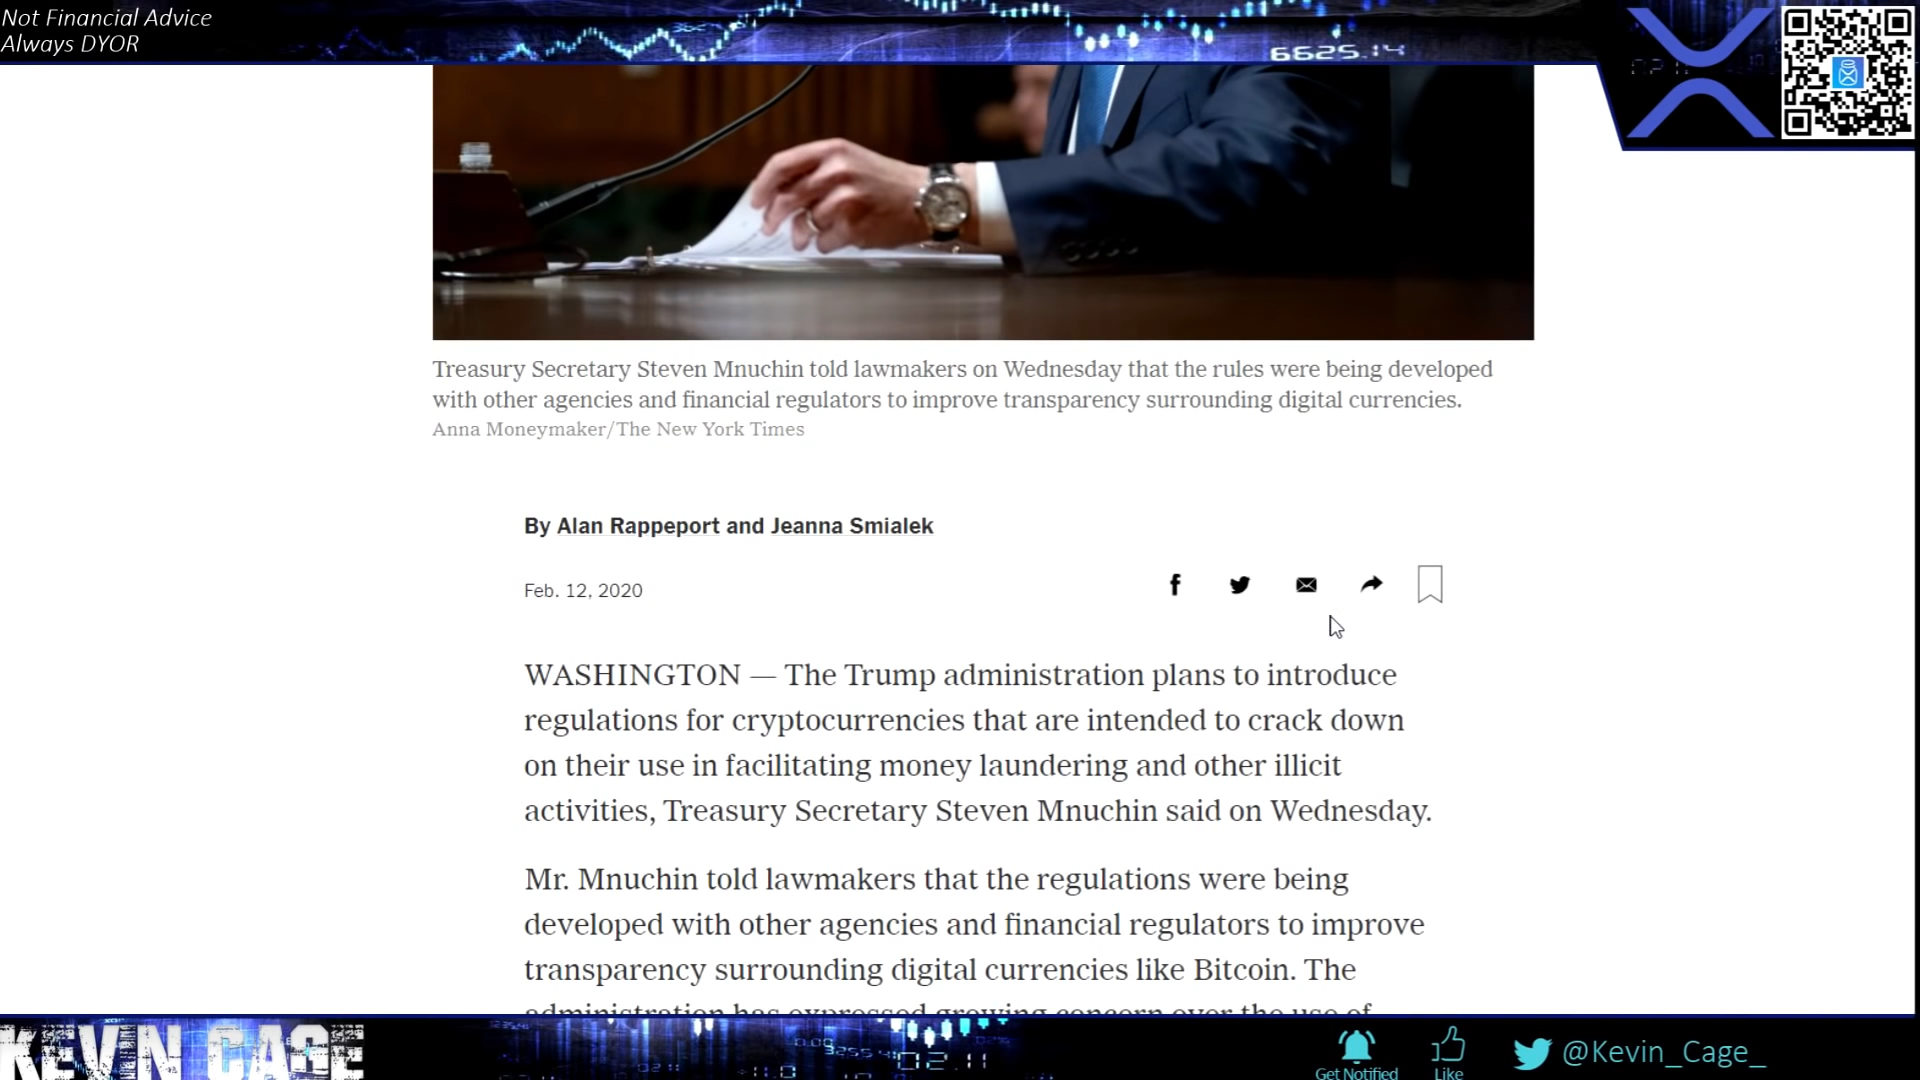 Not Financial Advice
Always DYOR
6625.14
Treasury Secretary Steven Mnuchin told lawmakers on Wednesday that the rules were being developed
with other agencies and financial regulators to improve transparency surrounding digital currencies.
Anna Moneymaker/The New York Times
By Alan Rappeport and Jeanna Smialek
Feb. 12, 2020
WASHINGTON — The Trump administration plans to introduce
regulations for cryptocurrencies that are intended to crack down
on their use in facilitating money laundering and other illicit
activities, Treasury Secretary Steven Mnuchin said on Wednesday.
Mr. Mnuchin told lawmakers that the regulations were being
developed with other agencies and financial regulators to improve
transparency surrounding digital currencies like Bitcoin. The
administration has expressed growing concern over the use of
KEVIN CAGE
02.11
Get Notified
Like
@Kevin_Cage_